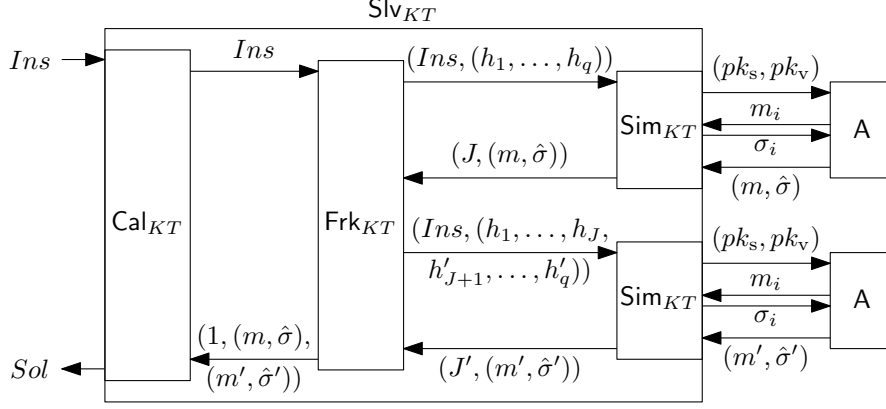 Slv_{KT}
Ins
Ins
(Ins, (h_1, …, h_q))
(pk_s, pk_v)
m_i
Sim_{KT}
A
σ_i
(J, (m, σ̂))
(m, σ̂)
Cal_{KT}
Frk_{KT}
(Ins, (h_1, …, h_J,
h'_{J+1}, …, h'_q))
(pk_s, pk_v)
m_i
Sim_{KT}
A
σ_i
(1, (m, σ̂),
(m', σ̂'))
(J', (m', σ̂'))
(m', σ̂')
Sol